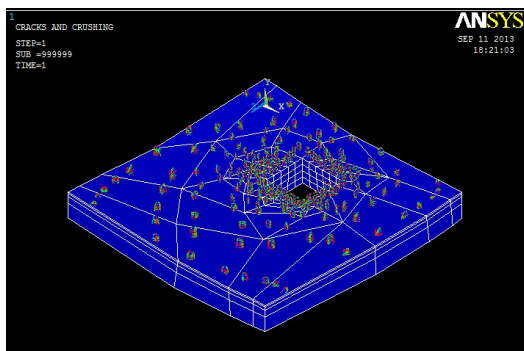 1
CRACKS AND CRUSHING
STEP=1
SUB =999999
TIME=1
ANSYS
SEP 11 2013
18:21:03
Y
X